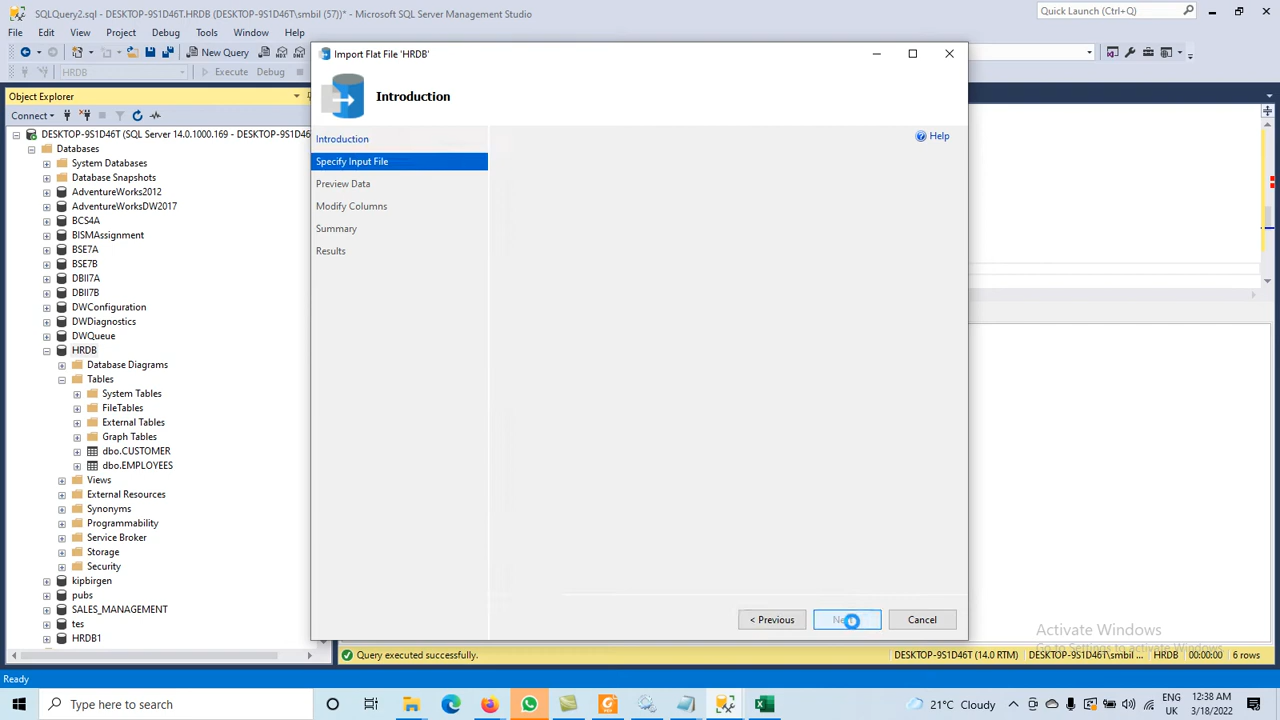 SQLQuery2.sql - DESKTOP-9S1D46T.HRDB (DESKTOP-9S1D46T\smbil (57))* - Microsoft SQL Server Management Studio
Quick Launch (Ctrl+Q)
File Edit View Project Debug Tools Window Help
New Query
HRDB
Execute Debug
Object Explorer
Connect
DESKTOP-9S1D46T (SQL Server 14.0.1000.169 - DESKTOP-9S1D46T
Databases
System Databases
Database Snapshots
AdventureWorks2012
AdventureWorksDW2017
BCS4A
BISMAssignment
BSE7A
BSE7B
DBII7A
DBII7B
DWConfiguration
DWDiagnostics
DWQueue
HRDB
Database Diagrams
Tables
System Tables
FileTables
External Tables
Graph Tables
dbo.CUSTOMER
dbo.EMPLOYEES
Views
External Resources
Synonyms
Programmability
Service Broker
Storage
Security
kipbirgen
pubs
SALES_MANAGEMENT
tes
HRDB1
Import Flat File 'HRDB'
Introduction
Introduction
Specify Input File
Preview Data
Modify Columns
Summary
Results
Help
< Previous
Cancel
Activate Windows
Go to Settings to activate Windows.
Query executed successfully.
DESKTOP-9S1D46T (14.0 RTM) DESKTOP-9S1D46T\smbil ... HRDB 00:00:00 6 rows
Ready
Type here to search
21°C Cloudy
ENG
UK
12:38 AM
3/18/2022